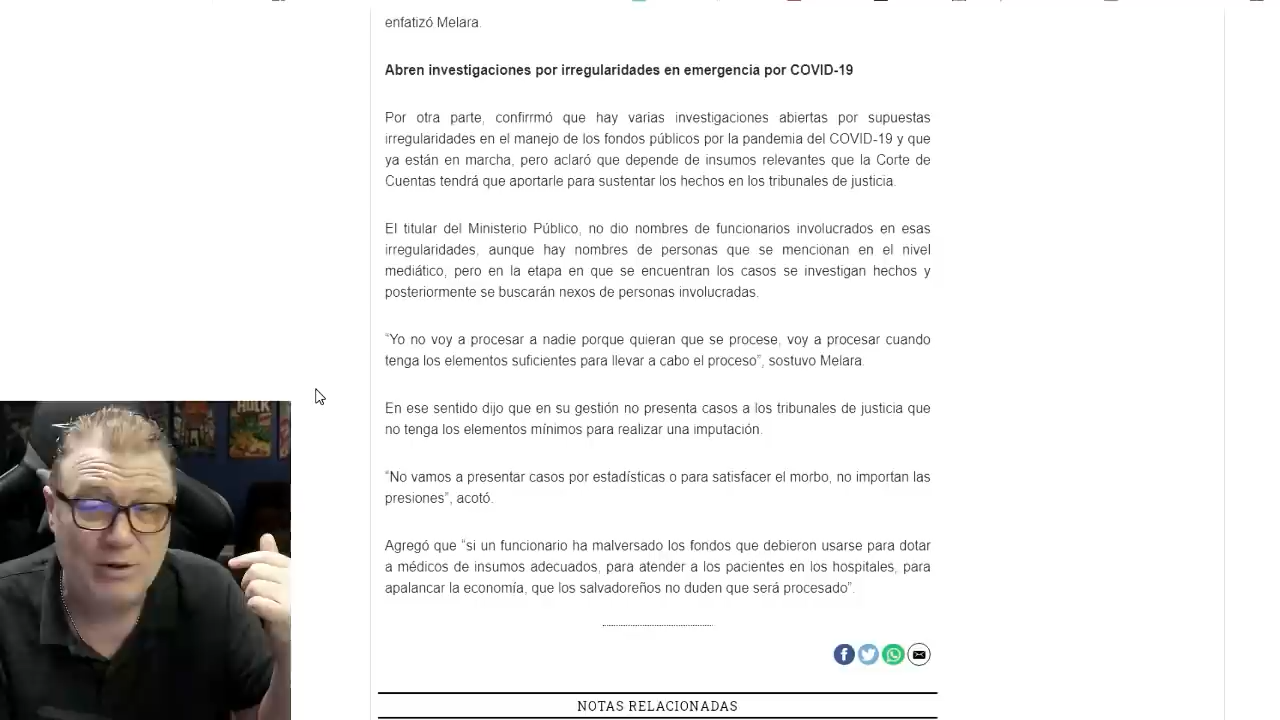 enfatizó Melara.
Abren investigaciones por irregularidades en emergencia por COVID-19
Por otra parte, confirrmó que hay varias investigaciones abiertas por supuestas
irregularidades en el manejo de los fondos públicos por la pandemia del COVID-19 y que
ya están en marcha, pero aclaró que depende de insumos relevantes que la Corte de
Cuentas tendrá que aportarle para sustentar los hechos en los tribunales de justicia.
El titular del Ministerio Público, no dio nombres de funcionarios involucrados en esas
irregularidades, aunque hay nombres de personas que se mencionan en el nivel
mediático, pero en la etapa en que se encuentran los casos se investigan hechos y
posteriormente se buscarán nexos de personas involucradas.
“Yo no voy a procesar a nadie porque quieran que se procese, voy a procesar cuando
tenga los elementos suficientes para llevar a cabo el proceso”, sostuvo Melara.
En ese sentido dijo que en su gestión no presenta casos a los tribunales de justicia que
no tenga los elementos mínimos para realizar una imputación.
“No vamos a presentar casos por estadísticas o para satisfacer el morbo, no importan las
presiones”, acotó.
Agregó que “si un funcionario ha malversado los fondos que debieron usarse para dotar
a médicos de insumos adecuados, para atender a los pacientes en los hospitales, para
apalancar la economía, que los salvadoreños no duden que será procesado”.
NOTAS RELACIONADAS
HULK